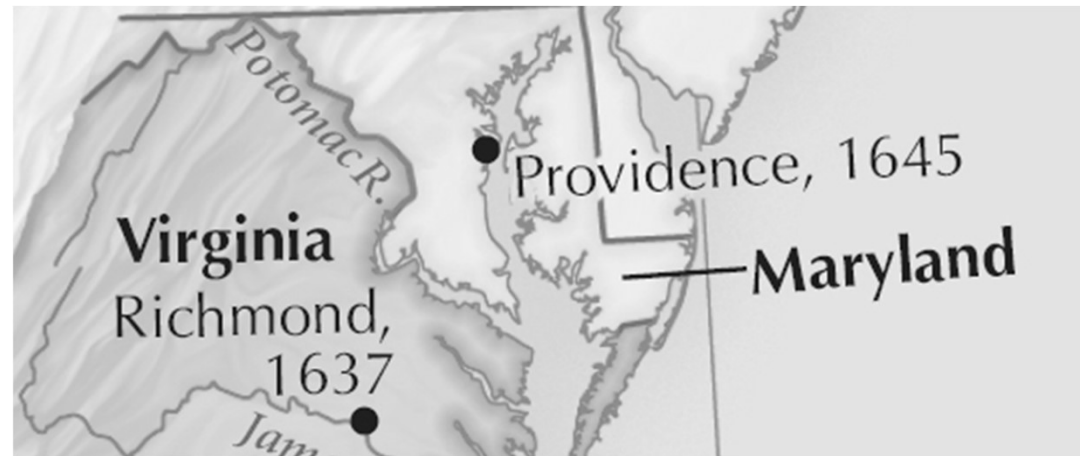 Potomac R.
Providence, 1645
Virginia
Maryland
Richmond,
1637
Jam